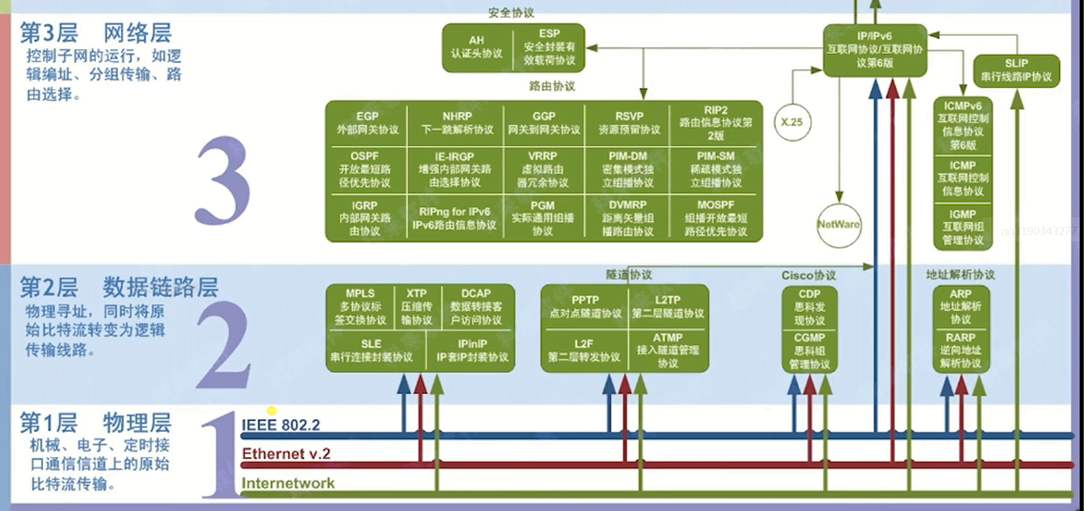 安全协议
第3层 网络层
控制子网的运行，如逻
辑编址、分组传输、路
由选择。
3
AH
认证头协议
ESP
安全封装有
效载荷协议
IP/IPv6
互联网协议/互联网协
议第6版
SLIP
串行线路IP协议
X.25
NetWare
ICMPv6
互联网控制
信息协议
第6版
ICMP
互联网控制
信息协议
IGMP
互联网组
管理协议
路由协议
EGP
外部网关协议
NHRP
下一跳解析协议
GGP
网关到网关协议
RSVP
资源预留协议
RIP2
路由信息协议第
2版
OSPF
开放最短路
径优先协议
IE-IRGP
增强内部网关路
由选择协议
VRRP
虚拟路由
器冗余协议
PIM-DM
密集模式独
立组播协议
PIM-SM
稀疏模式独
立组播协议
IGRP
内部网关路
由协议
RIPng for IPv6
IPv6路由信息协议
PGM
实际通用组播
协议
DVMRP
距离矢量组
播路由协议
MOSPF
组播开放最短
路径优先协议
第2层 数据链路层
物理寻址，同时将原
始比特流转变为逻辑
传输线路。
2
MPLS
多协议标
签交换协议
XTP
压缩传
输协议
DCAP
数据转接客
户访问协议
SLE
串行连接封装协议
IPinIP
IP套IP封装协议
隧道协议
PPTP
点对点隧道协议
L2TP
第二层隧道协议
L2F
第二层转发协议
ATMP
接入隧道管理
协议
Cisco协议
CDP
思科发
现协议
CGMP
思科组
管理协议
地址解析协议
ARP
地址解析
协议
RARP
逆向地址
解析协议
第1层 物理层
机械、电子、定时接
口通信信道上的原始
比特流传输。
1
IEEE 802.2
Ethernet v.2
Internetwork